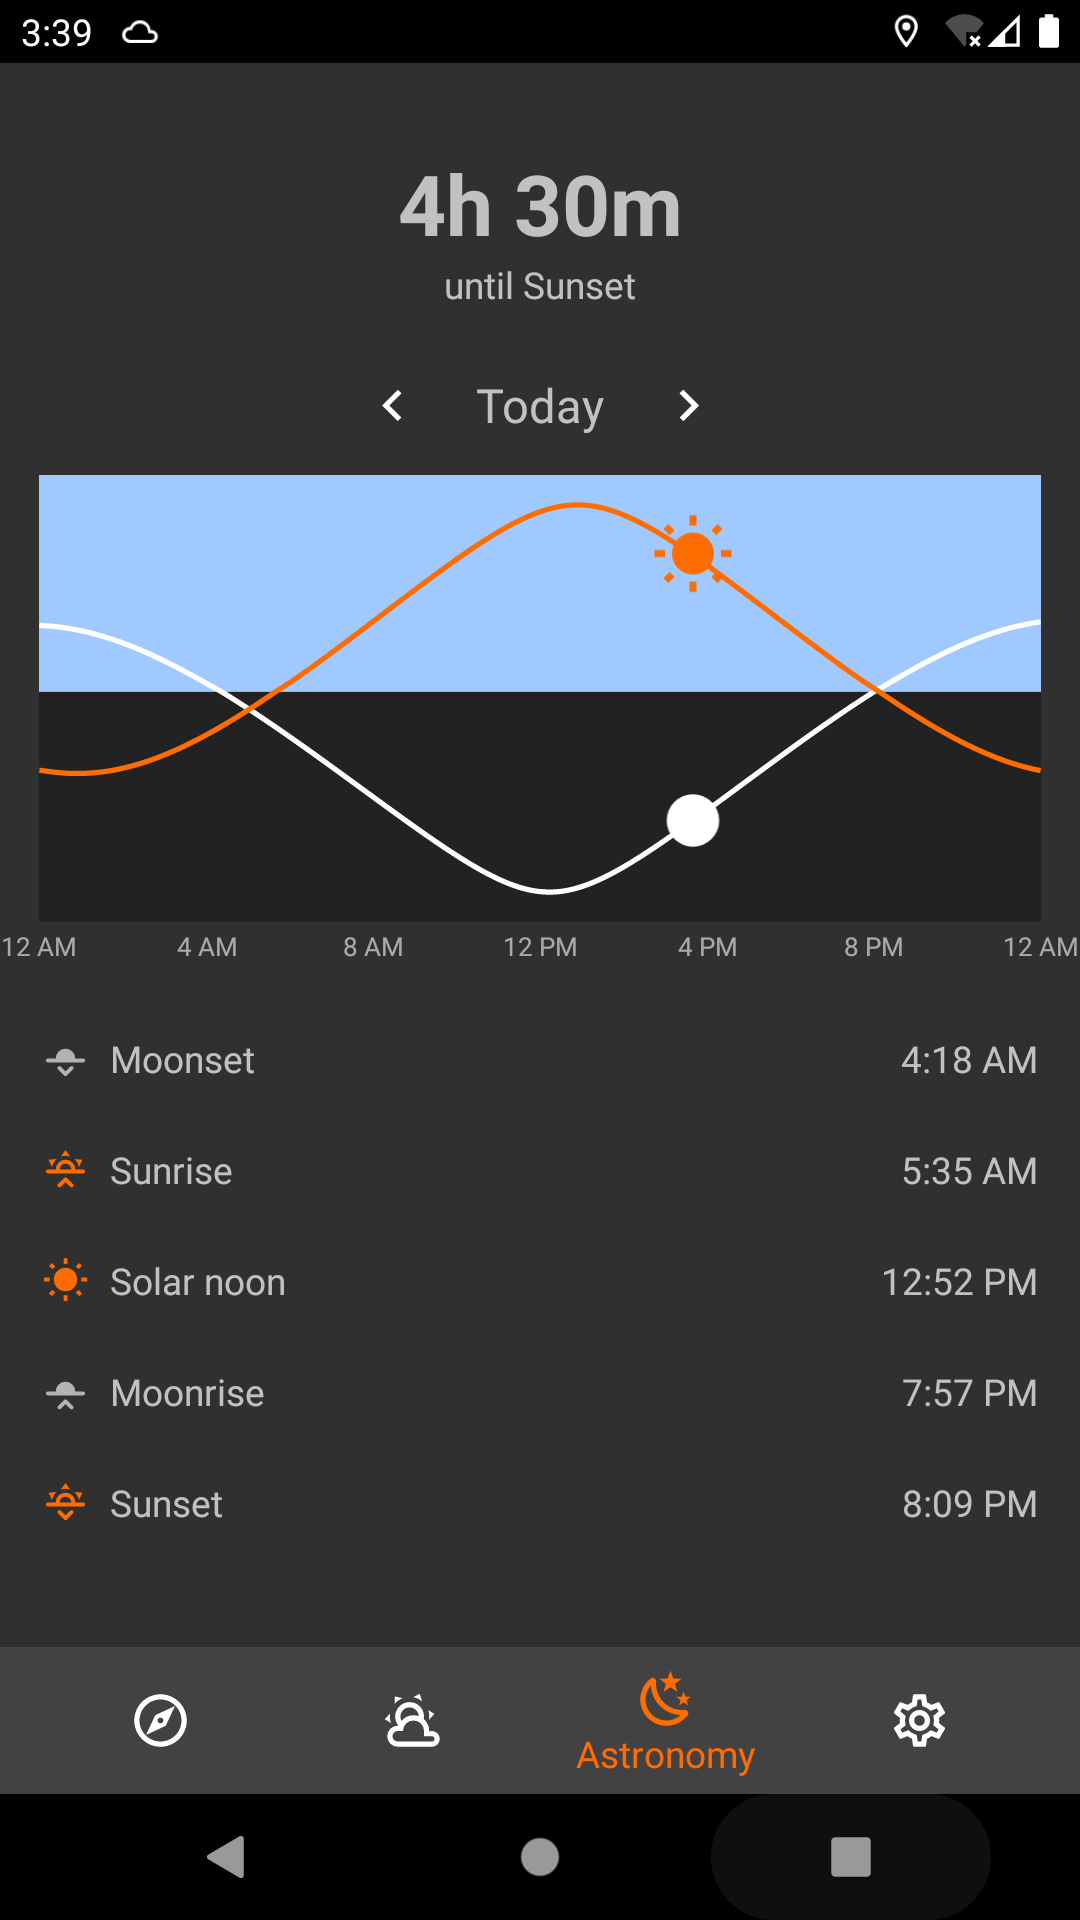 3:39
4h 30m
until Sunset
Today
12 AM 4 AM 8 AM 12 PM 4 PM 8 PM 12 AM
Moonset 4:18 AM
Sunrise 5:35 AM
Solar noon 12:52 PM
Moonrise 7:57 PM
Sunset 8:09 PM
Astronomy